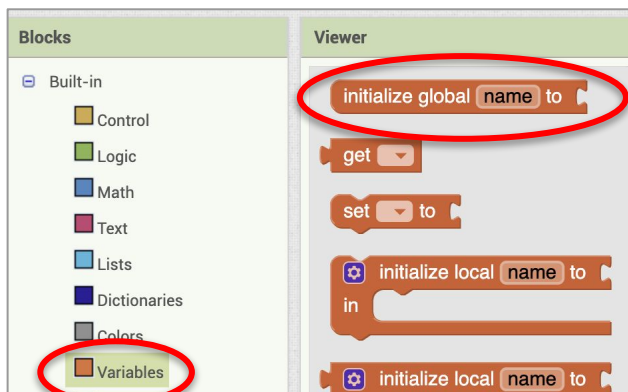 Blocks
Built-in
Control
Logic
Math
Text
Lists
Dictionaries
Colors
Variables
Viewer
initialize global name to
get
set to
initialize local name to
in
initialize local name to